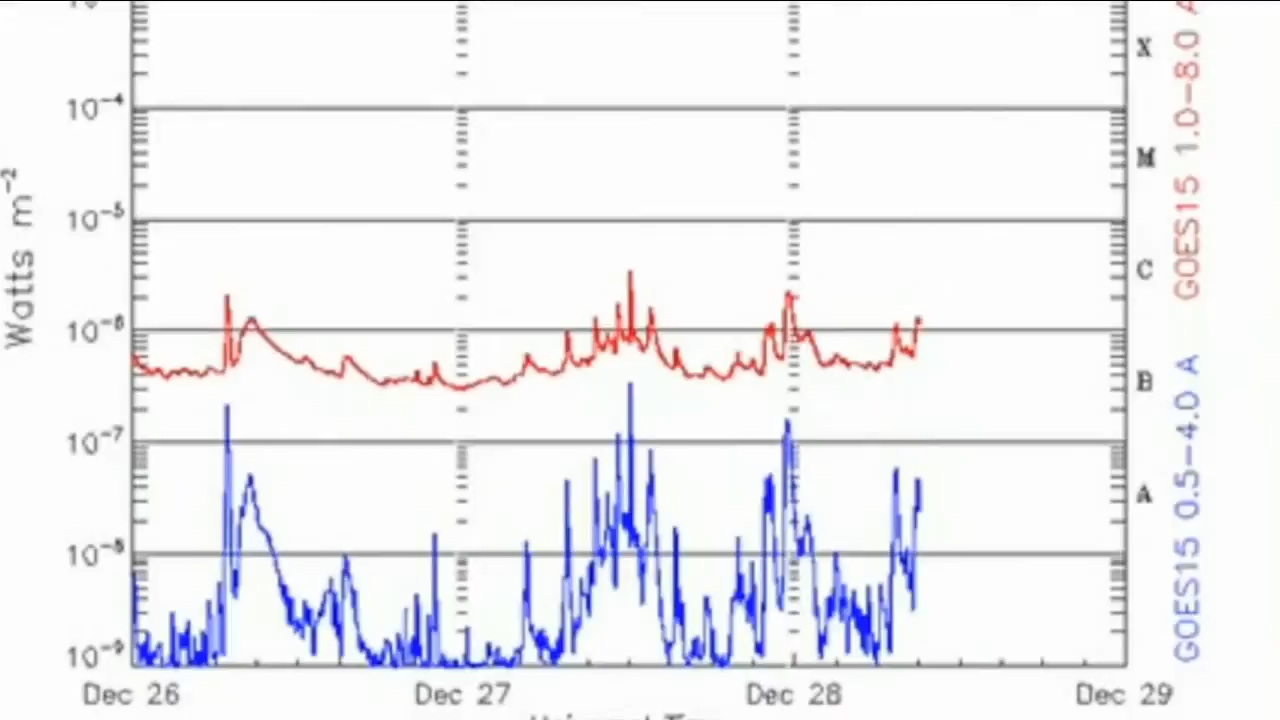 10⁻⁴
10⁻⁵
10⁻⁶
10⁻⁷
10⁻⁸
10⁻⁹
Watts m⁻²
X
M
C
B
A
GOES15 1.0-8.0 A
GOES15 0.5-4.0 A
Dec 26
Dec 27
Dec 28
Dec 29